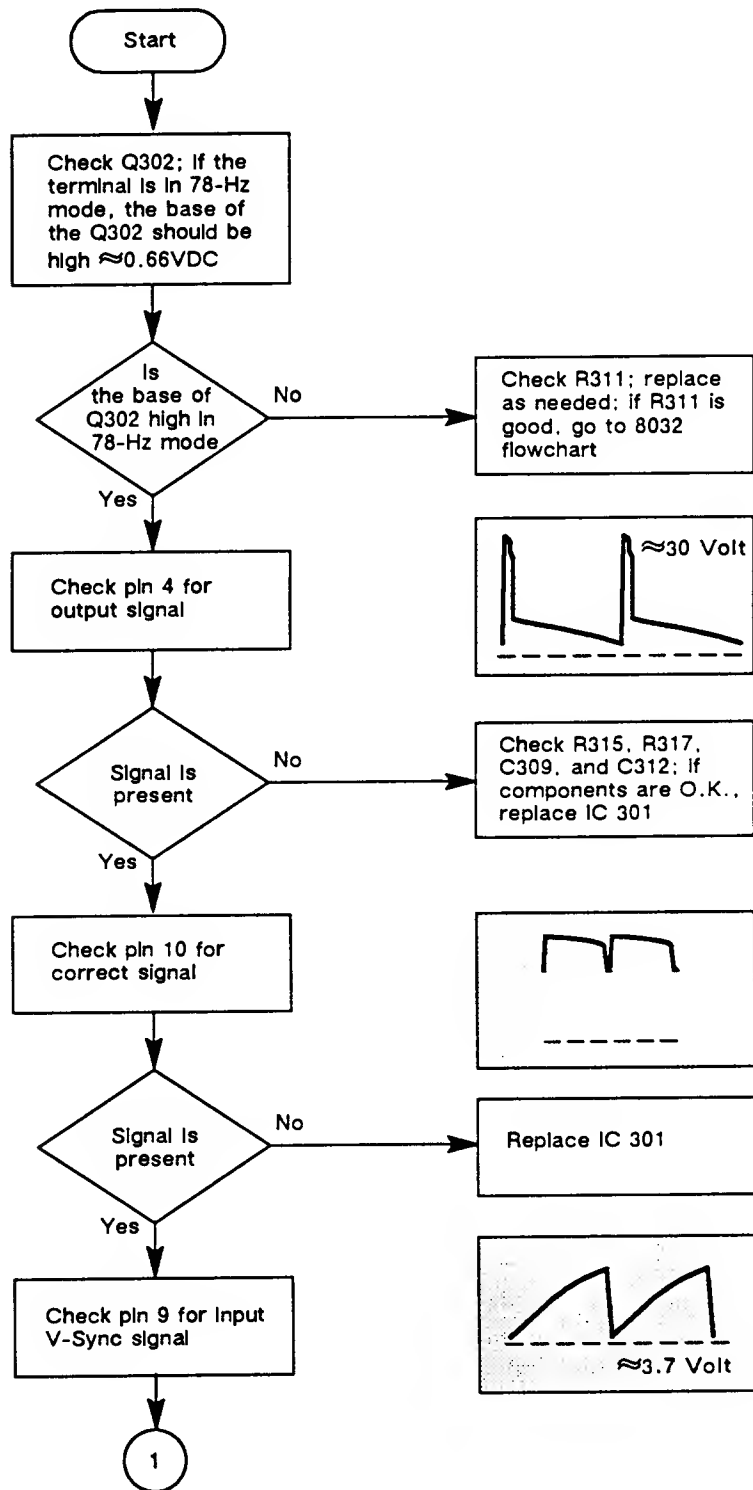 Start
Check Q302; if the
terminal is in 78-Hz
mode, the base of
the Q302 should be
high ≈0.66VDC
Is
the base of
Q302 high in
78-Hz mode
No
Check R311; replace
as needed; if R311 is
good, go to 8032
flowchart
Yes
Check pin 4 for
output signal
≈30 Volt
Signal is
present
No
Check R315, R317,
C309, and C312; if
components are O.K.,
replace IC 301
Yes
Check pin 10 for
correct signal
Signal is
present
No
Replace IC 301
Yes
Check pin 9 for input
V-Sync signal
≈3.7 Volt
1